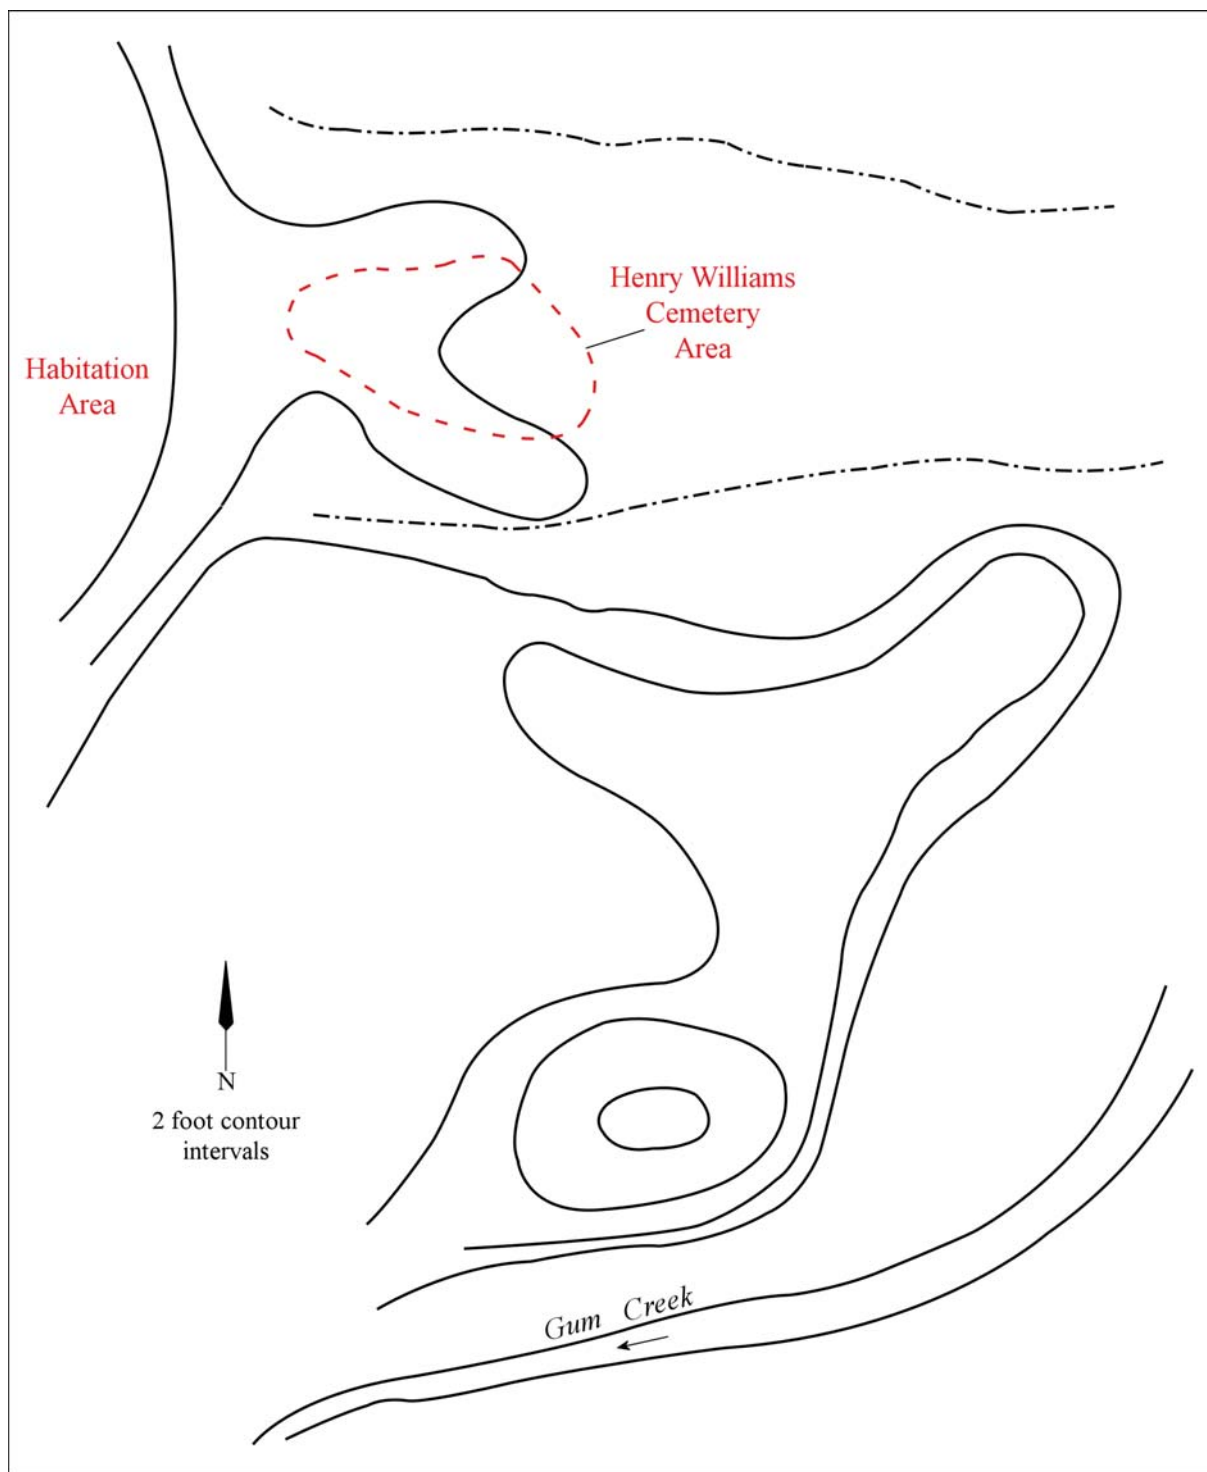 Henry Williams
Cemetery
Area
Habitation
Area
N
2 foot contour
intervals
Gum Creek